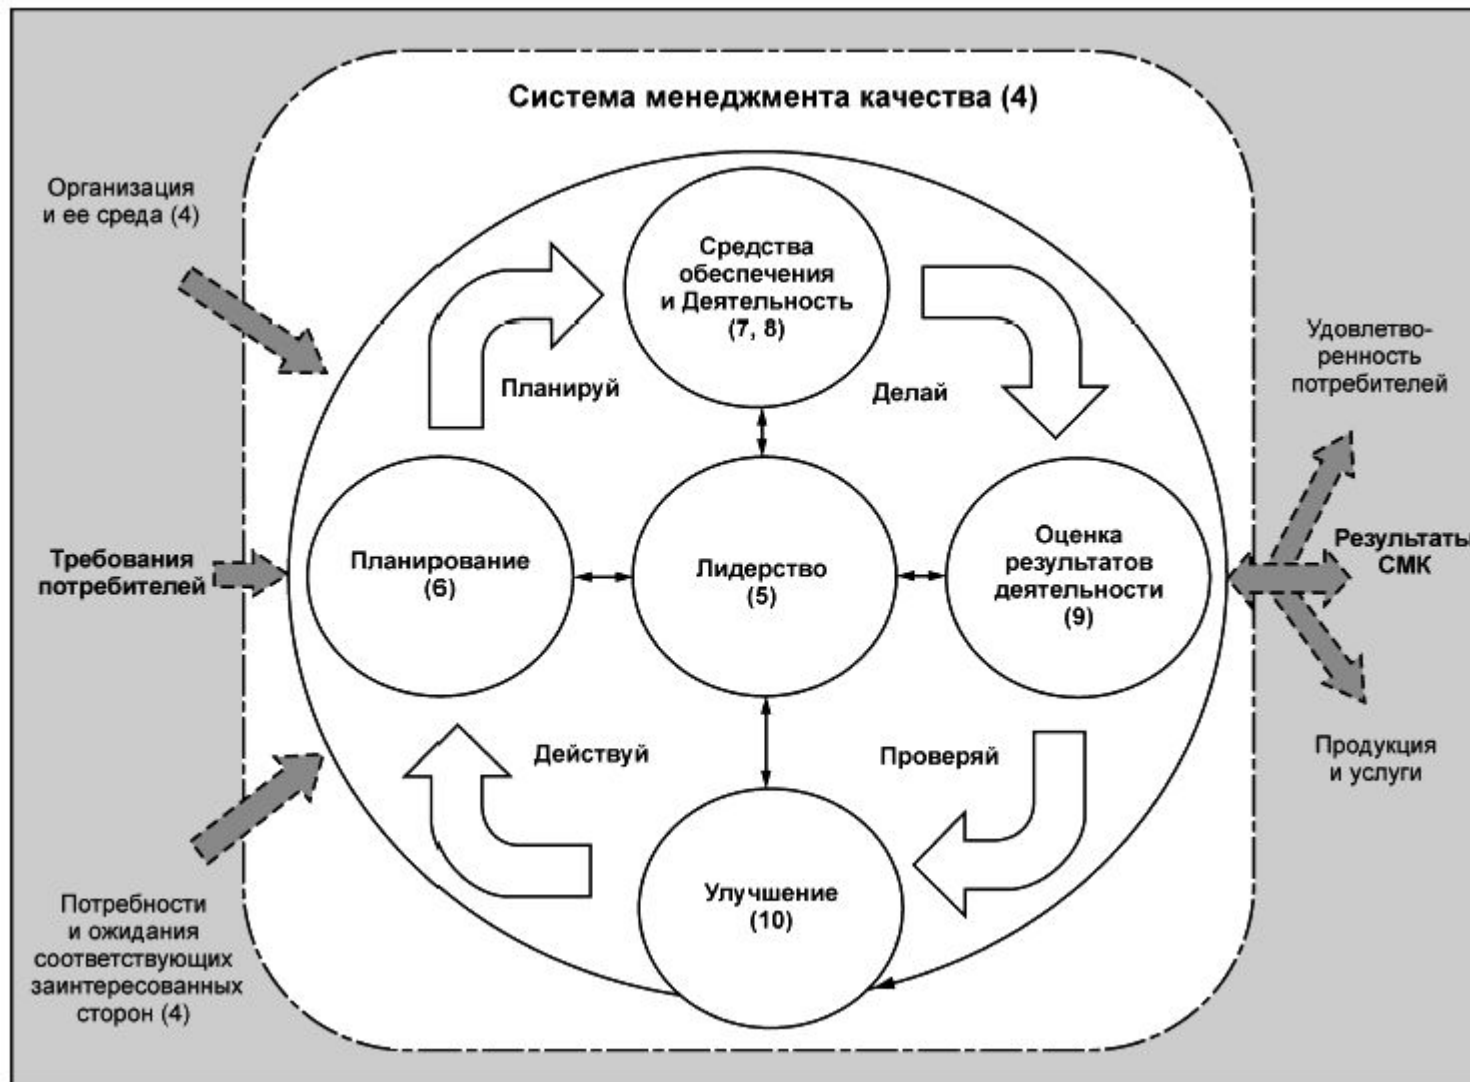 Система менеджмента качества (4)
Организация
и ее среда (4)
Средства
обеспечения
и Деятельность
(7, 8)
Планируй
Делай
Удовлетво-
ренность
потребителей
Требования
потребителей
Планирование
(6)
Лидерство
(5)
Оценка
результатов
деятельности
(9)
Результаты
СМК
Действуй
Проверяй
Продукция
и услуги
Улучшение
(10)
Потребности
и ожидания
соответствующих
заинтересованных
сторон (4)